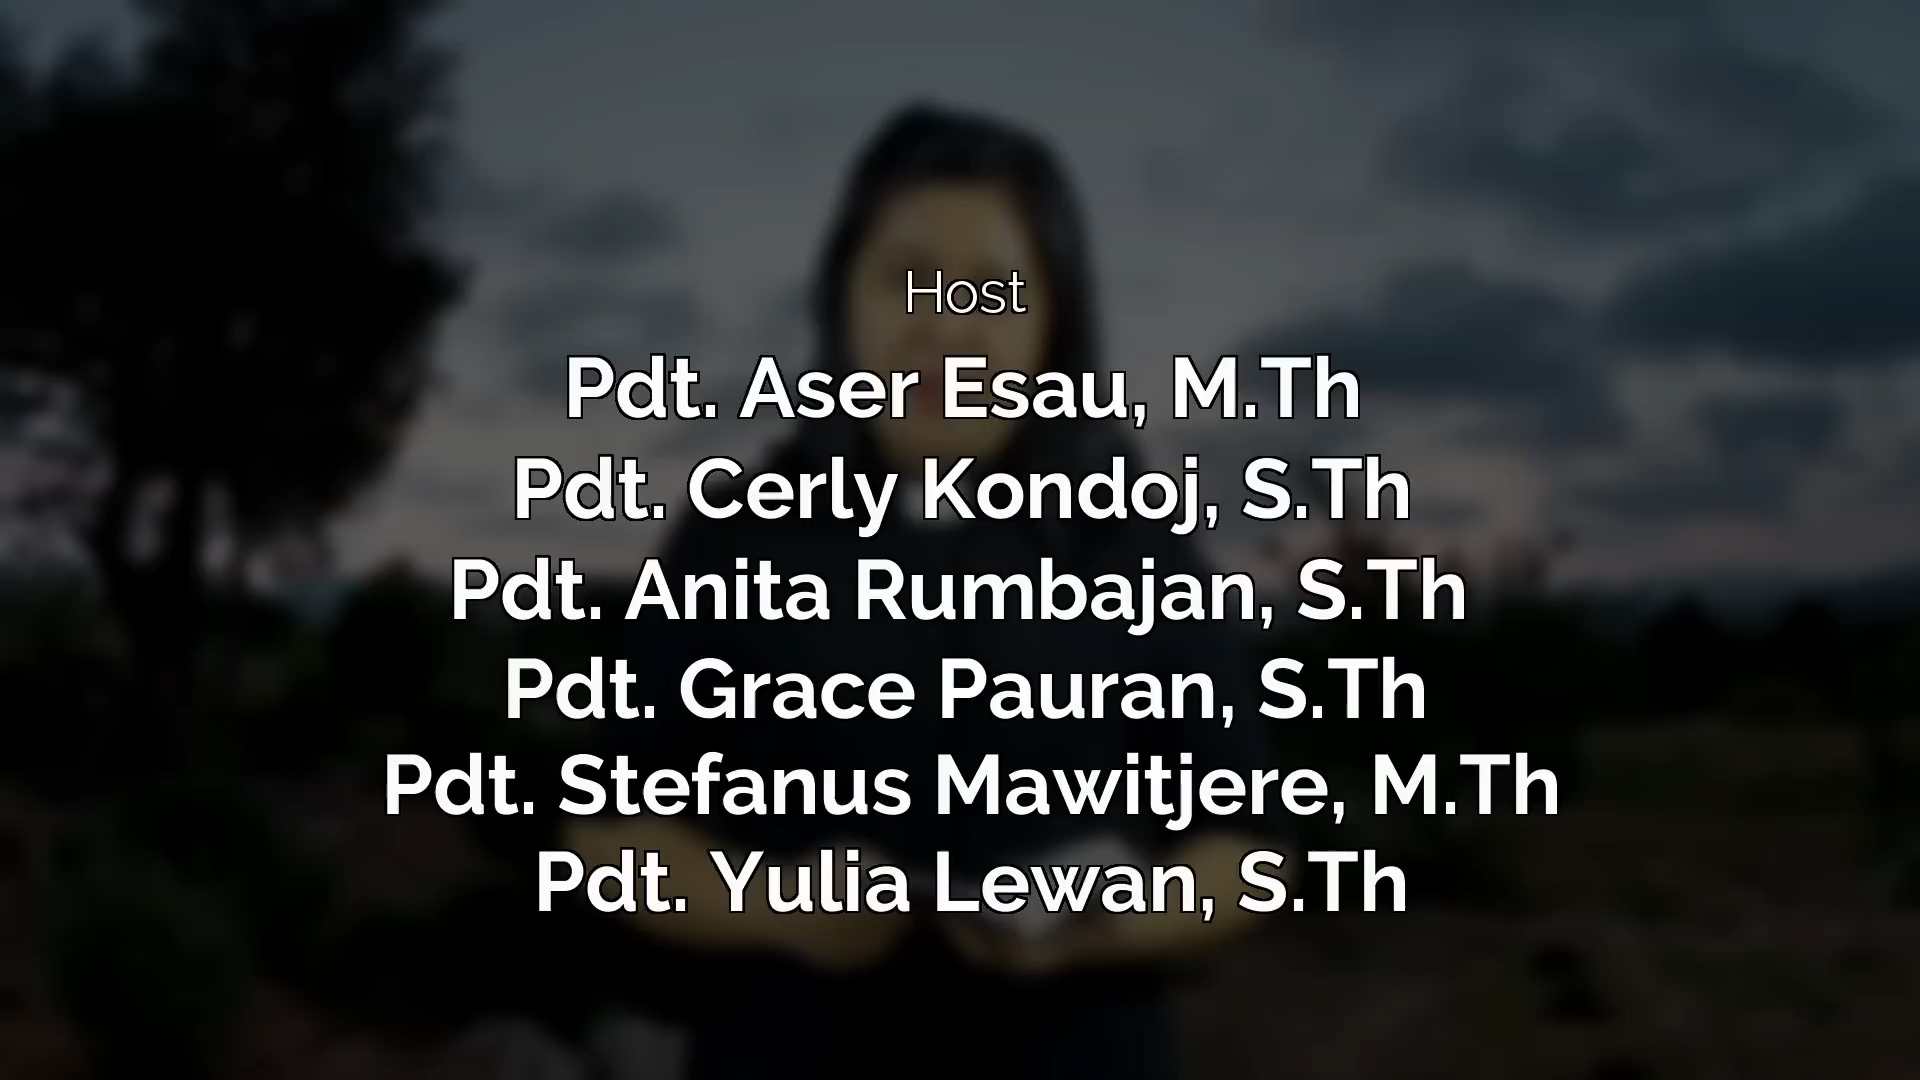 Host
Pdt. Aser Esau, M.Th
Pdt. Cerly Kondoj, S.Th
Pdt. Anita Rumbajan, S.Th
Pdt. Grace Pauran, S.Th
Pdt. Stefanus Mawitjere, M.Th
Pdt. Yulia Lewan, S.Th